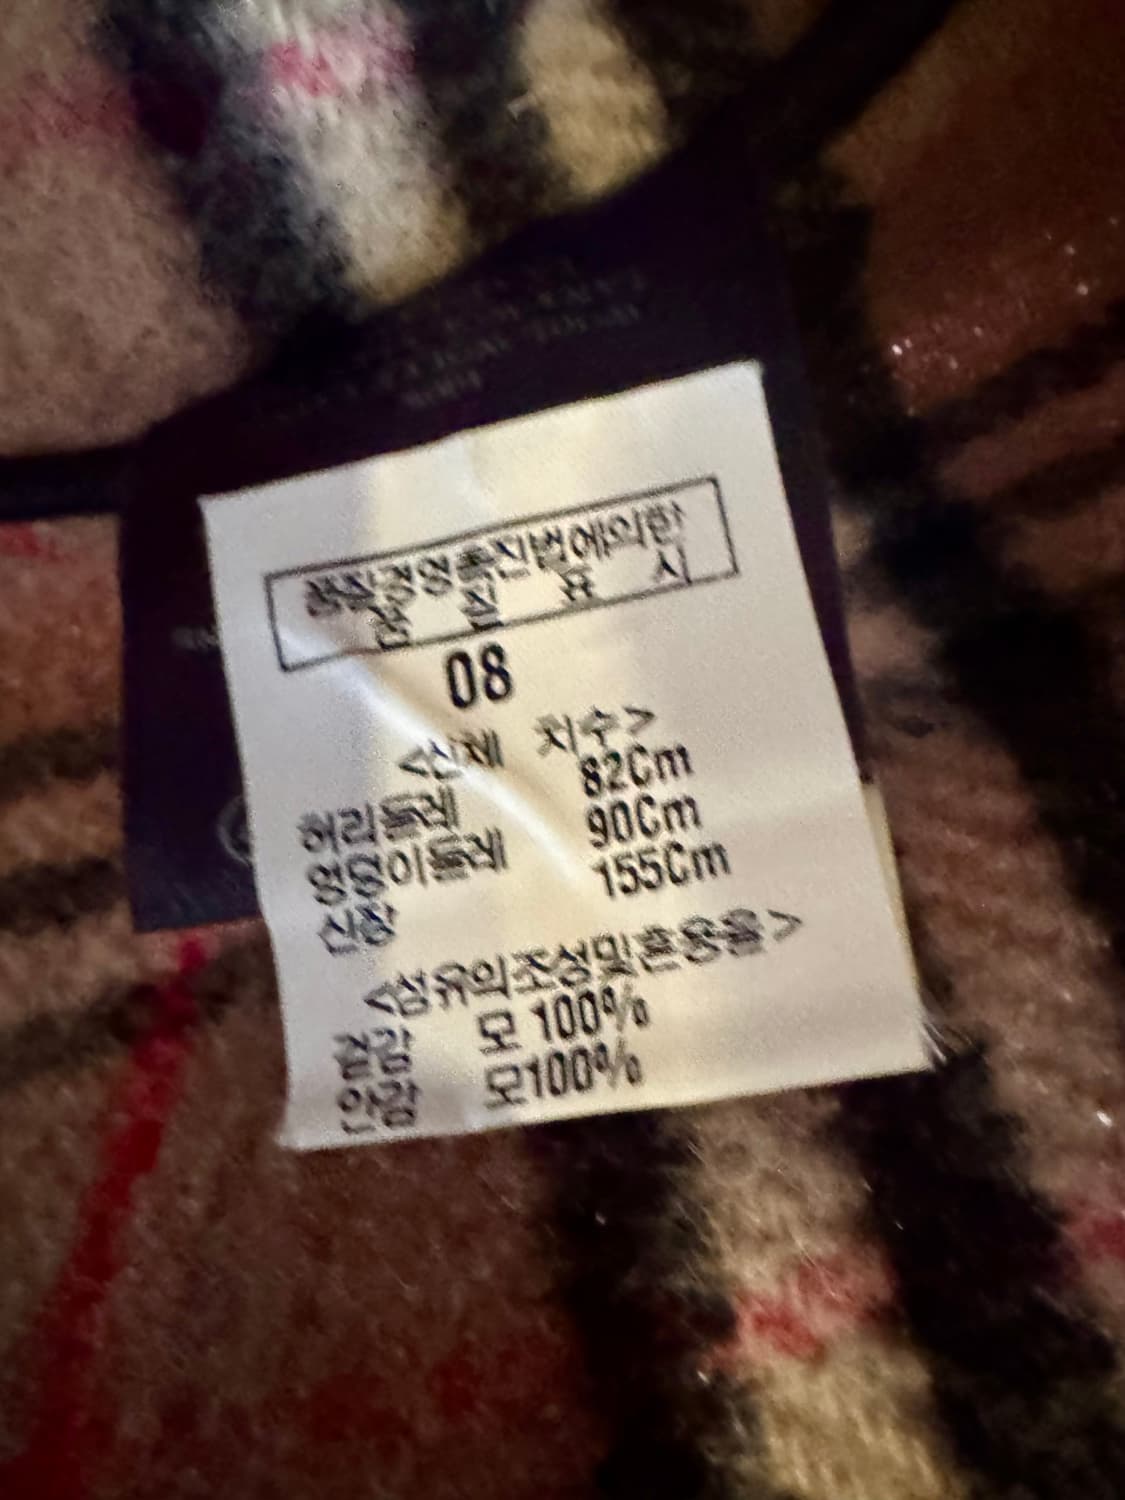 품질경영촉진법에의한
품 질 표 시
08
<신체 치수>
허리둘레 82Cm
엉덩이둘레 90Cm
신장 155Cm
<섬유의조성및혼용율>
겉감 모 100%
안감 모100%